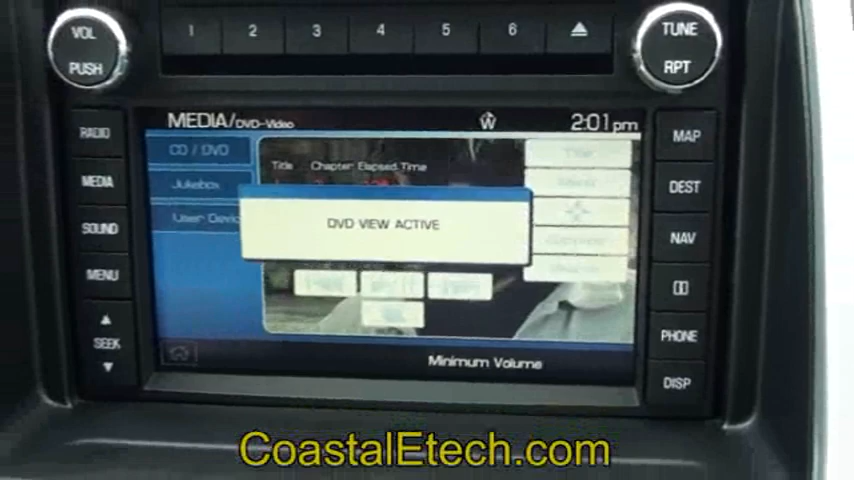 VOL
PUSH
1 2 3 4 5 6
TUNE
RPT
RADIO
MEDIA
SOUND
MENU
SEEK
MEDIA/DVD-Video
W
2:01pm
CD / DVD
Jukebox
User Devic
Title Chapter Elapsed Time
DVD VIEW ACTIVE
Minimum Volume
MAP
DEST
NAV
PHONE
DISP
CoastalEtech.com